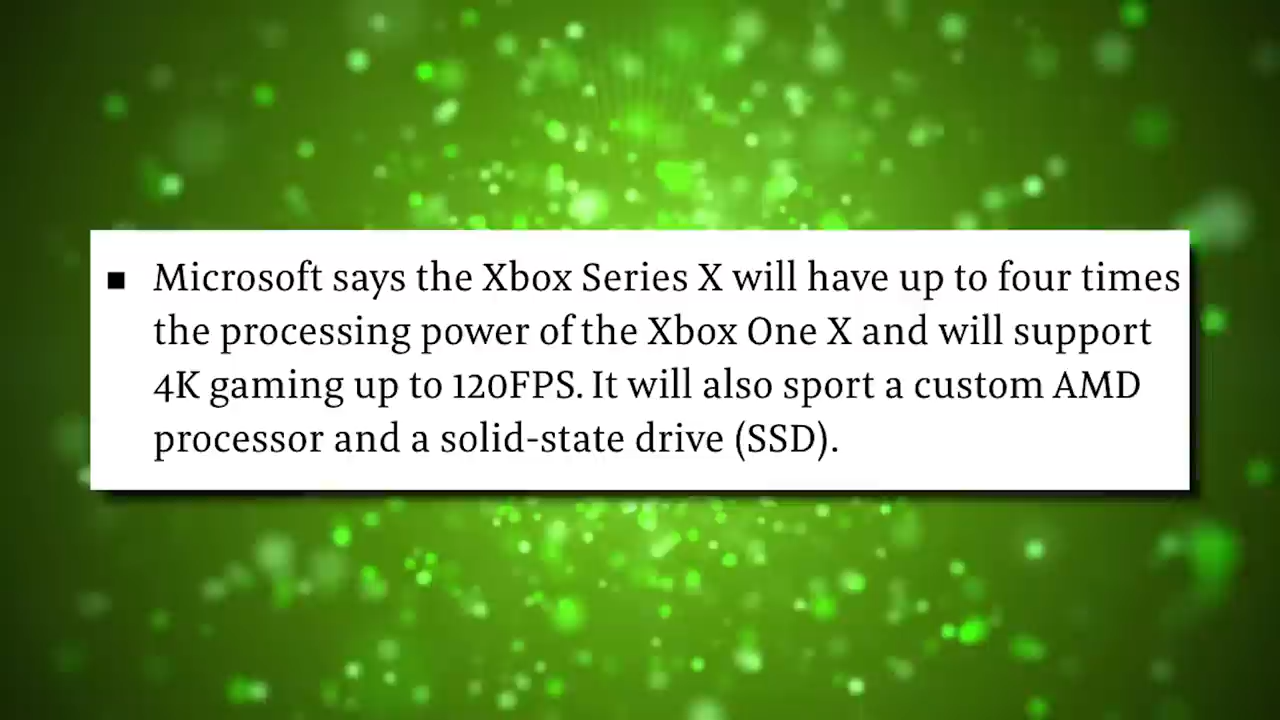 ▪ Microsoft says the Xbox Series X will have up to four times
the processing power of the Xbox One X and will support
4K gaming up to 120FPS. It will also sport a custom AMD
processor and a solid-state drive (SSD).